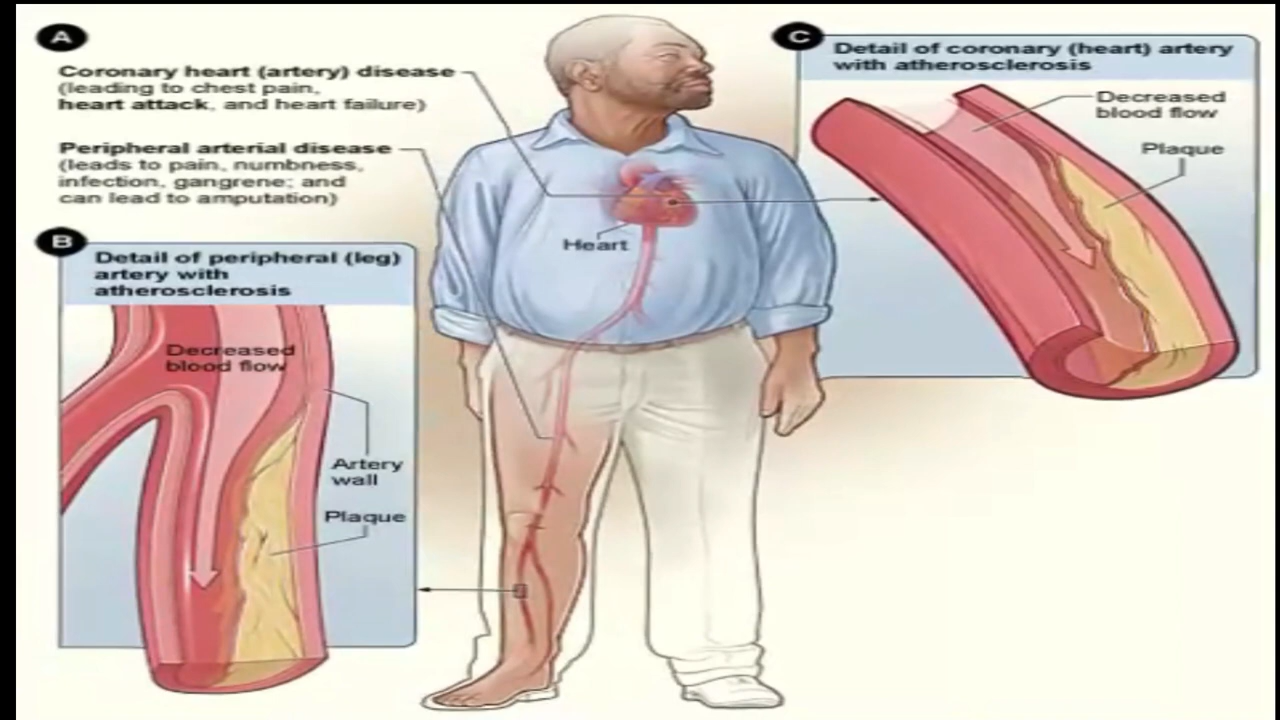 A
Coronary heart (artery) disease
(leading to chest pain,
heart attack, and heart failure)
Peripheral arterial disease
(leads to pain, numbness,
infection, gangrene; and
can lead to amputation)
B
Detail of peripheral (leg)
artery with
atherosclerosis
Decreased
blood flow
Artery
wall
Plaque
Heart
C
Detail of coronary (heart) artery
with atherosclerosis
Decreased
blood flow
Plaque